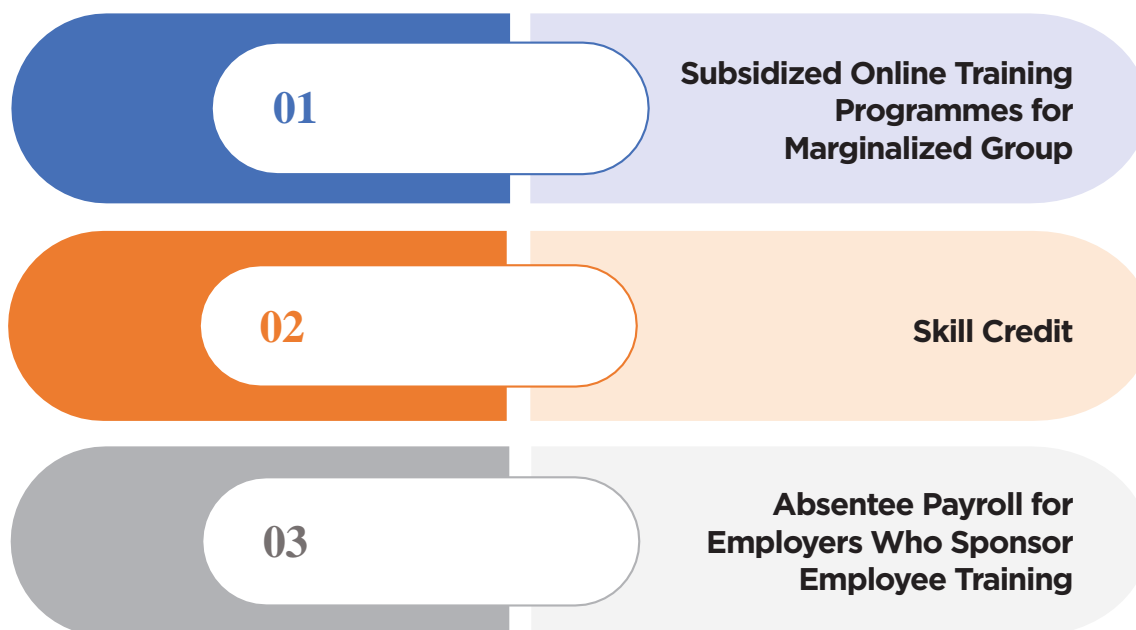 01
Subsidized Online Training
Programmes for
Marginalized Group
02
Skill Credit
03
Absentee Payroll for
Employers Who Sponsor
Employee Training